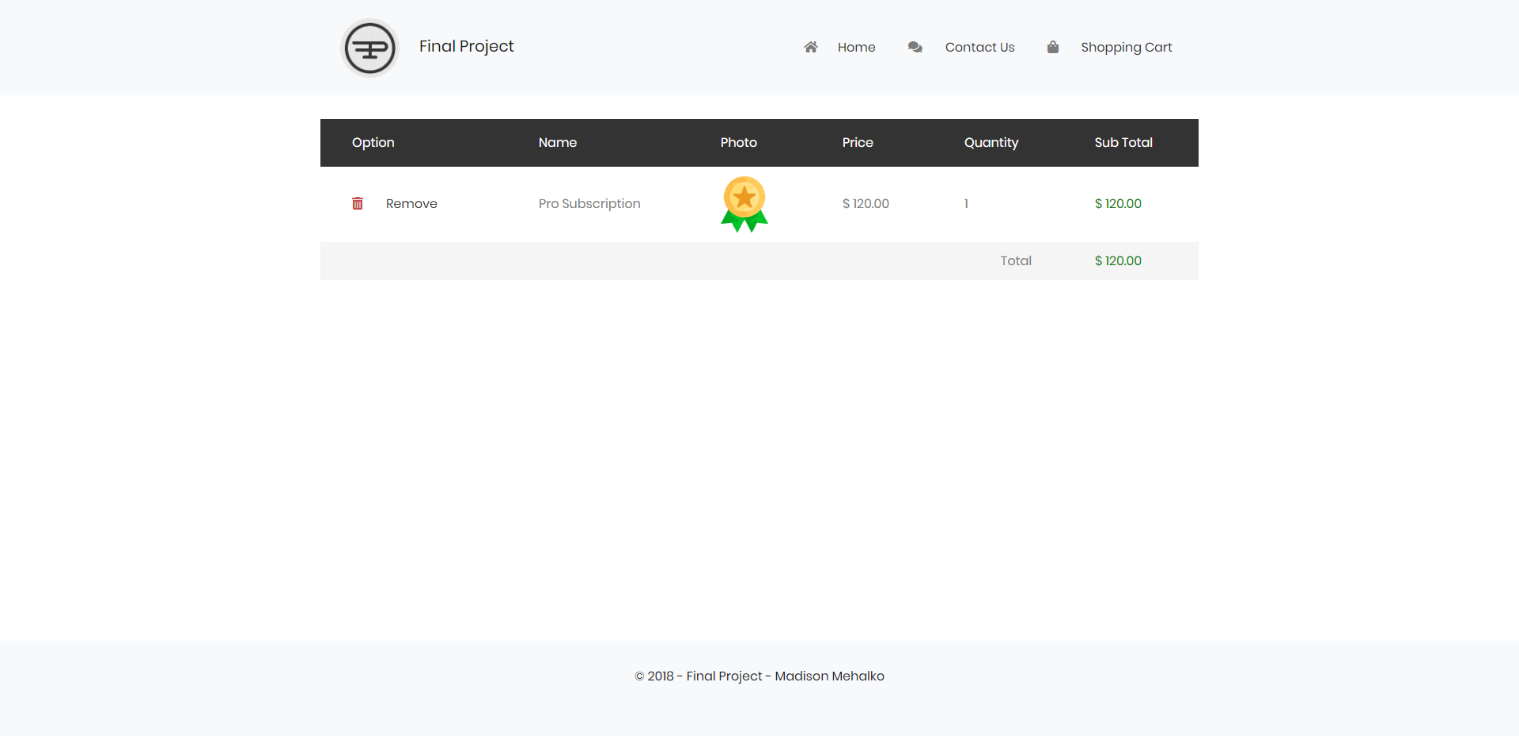 Final Project Home Contact Us Shopping Cart
Option Name Photo Price Quantity Sub Total
Remove Pro Subscription $ 120.00 1 $ 120.00
Total $ 120.00
© 2018 - Final Project - Madison Mehalko